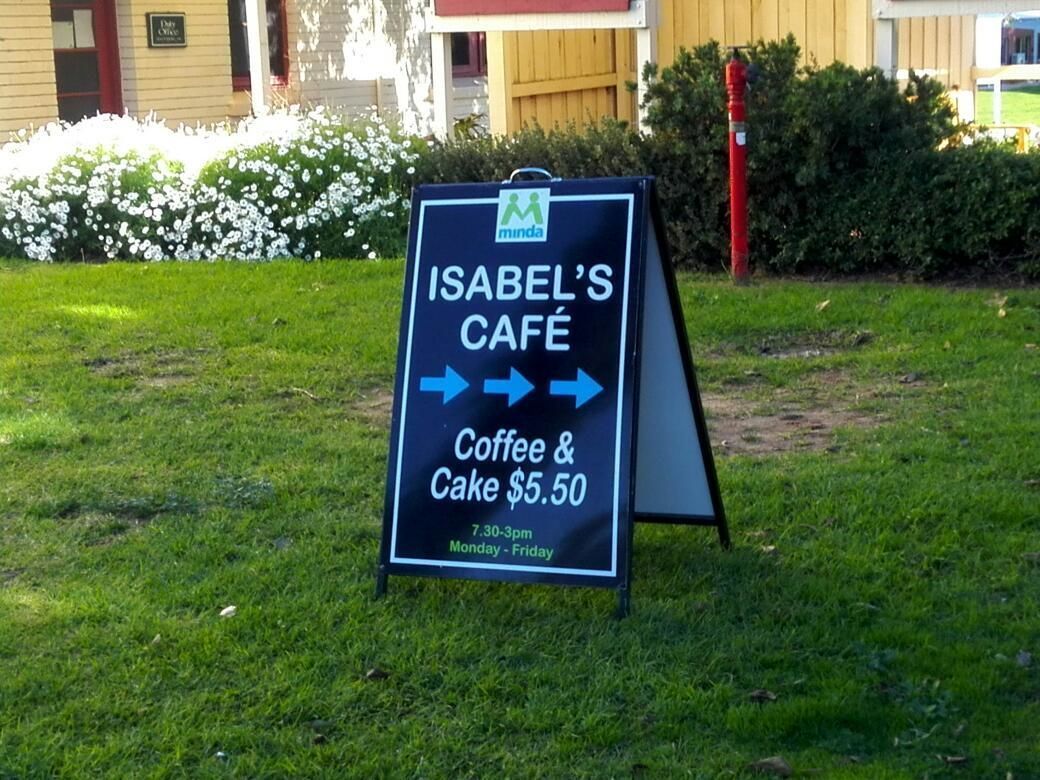 Duty
Office
minda
ISABEL'S
CAFÉ
Coffee &
Cake $5.50
7.30-3pm
Monday - Friday